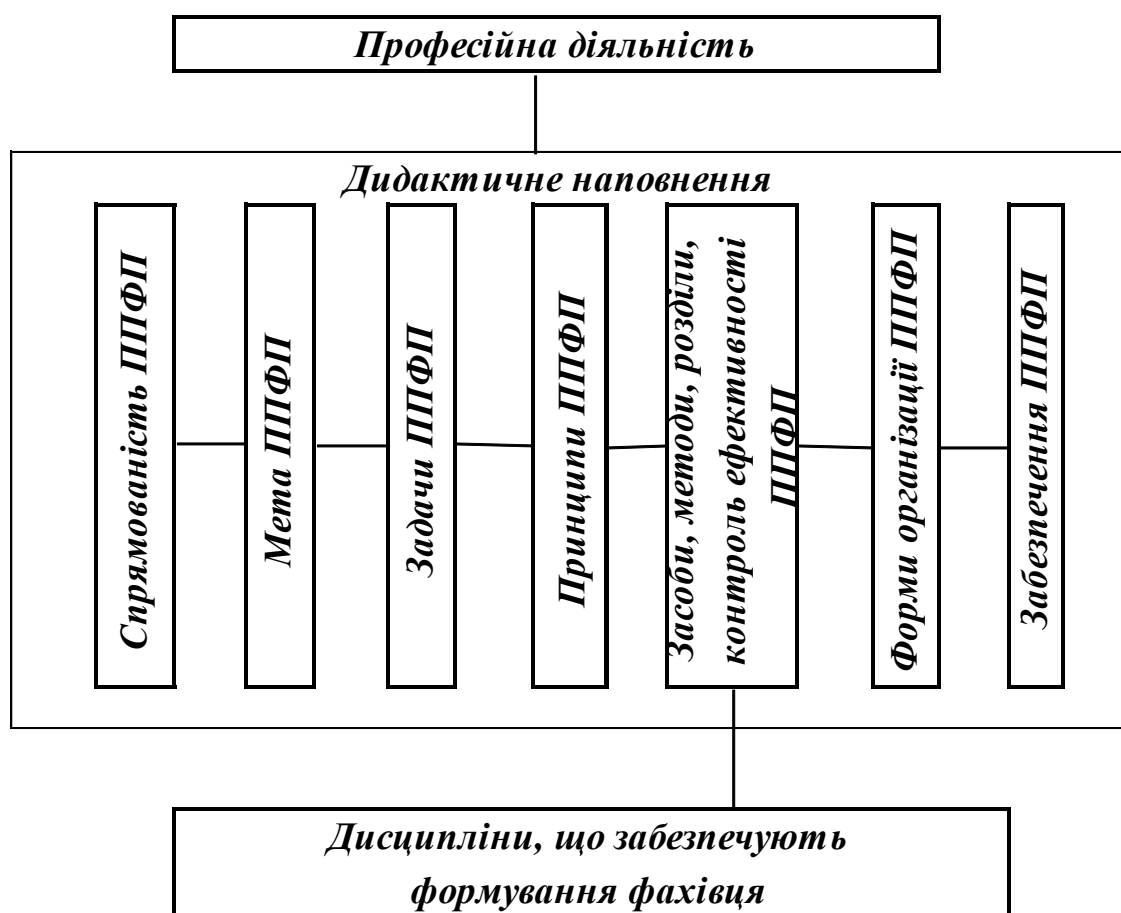 Професійна діяльність
Дидактичне наповнення
Спрямованість ППФП
Мета ППФП
Задачи ППФП
Принципи ППФП
Засоби, методи, розділи,
контроль ефективності
ППФП
Форми організації ППФП
Забезпечення ППФП
Дисципліни, що забезпечують
формування фахівця